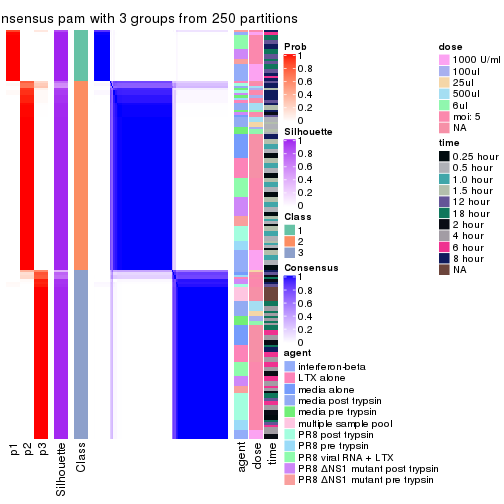 nsensus pam with 3 groups from 250 partitions
Prob
1
0.8
0.6
0.4
0.2
0
Silhouette
1
0.8
0.6
0.4
0.2
0
Class
1
2
3
Consensus
1
0.8
0.6
0.4
0.2
0
agent
interferon-beta
LTX alone
media alone
media post trypsin
media pre trypsin
multiple sample pool
PR8 post trypsin
PR8 pre trypsin
PR8 viral RNA + LTX
PR8 ΔNS1 mutant post trypsin
PR8 ΔNS1 mutant pre trypsin
dose
1000 U/ml
100ul
25ul
500ul
6ul
moi: 5
NA
time
0.25 hour
0.5 hour
1.0 hour
1.5 hour
12 hour
18 hour
2 hour
4 hour
6 hour
8 hour
NA
p1
p2
p3
Silhouette
Class
agent
dose
time